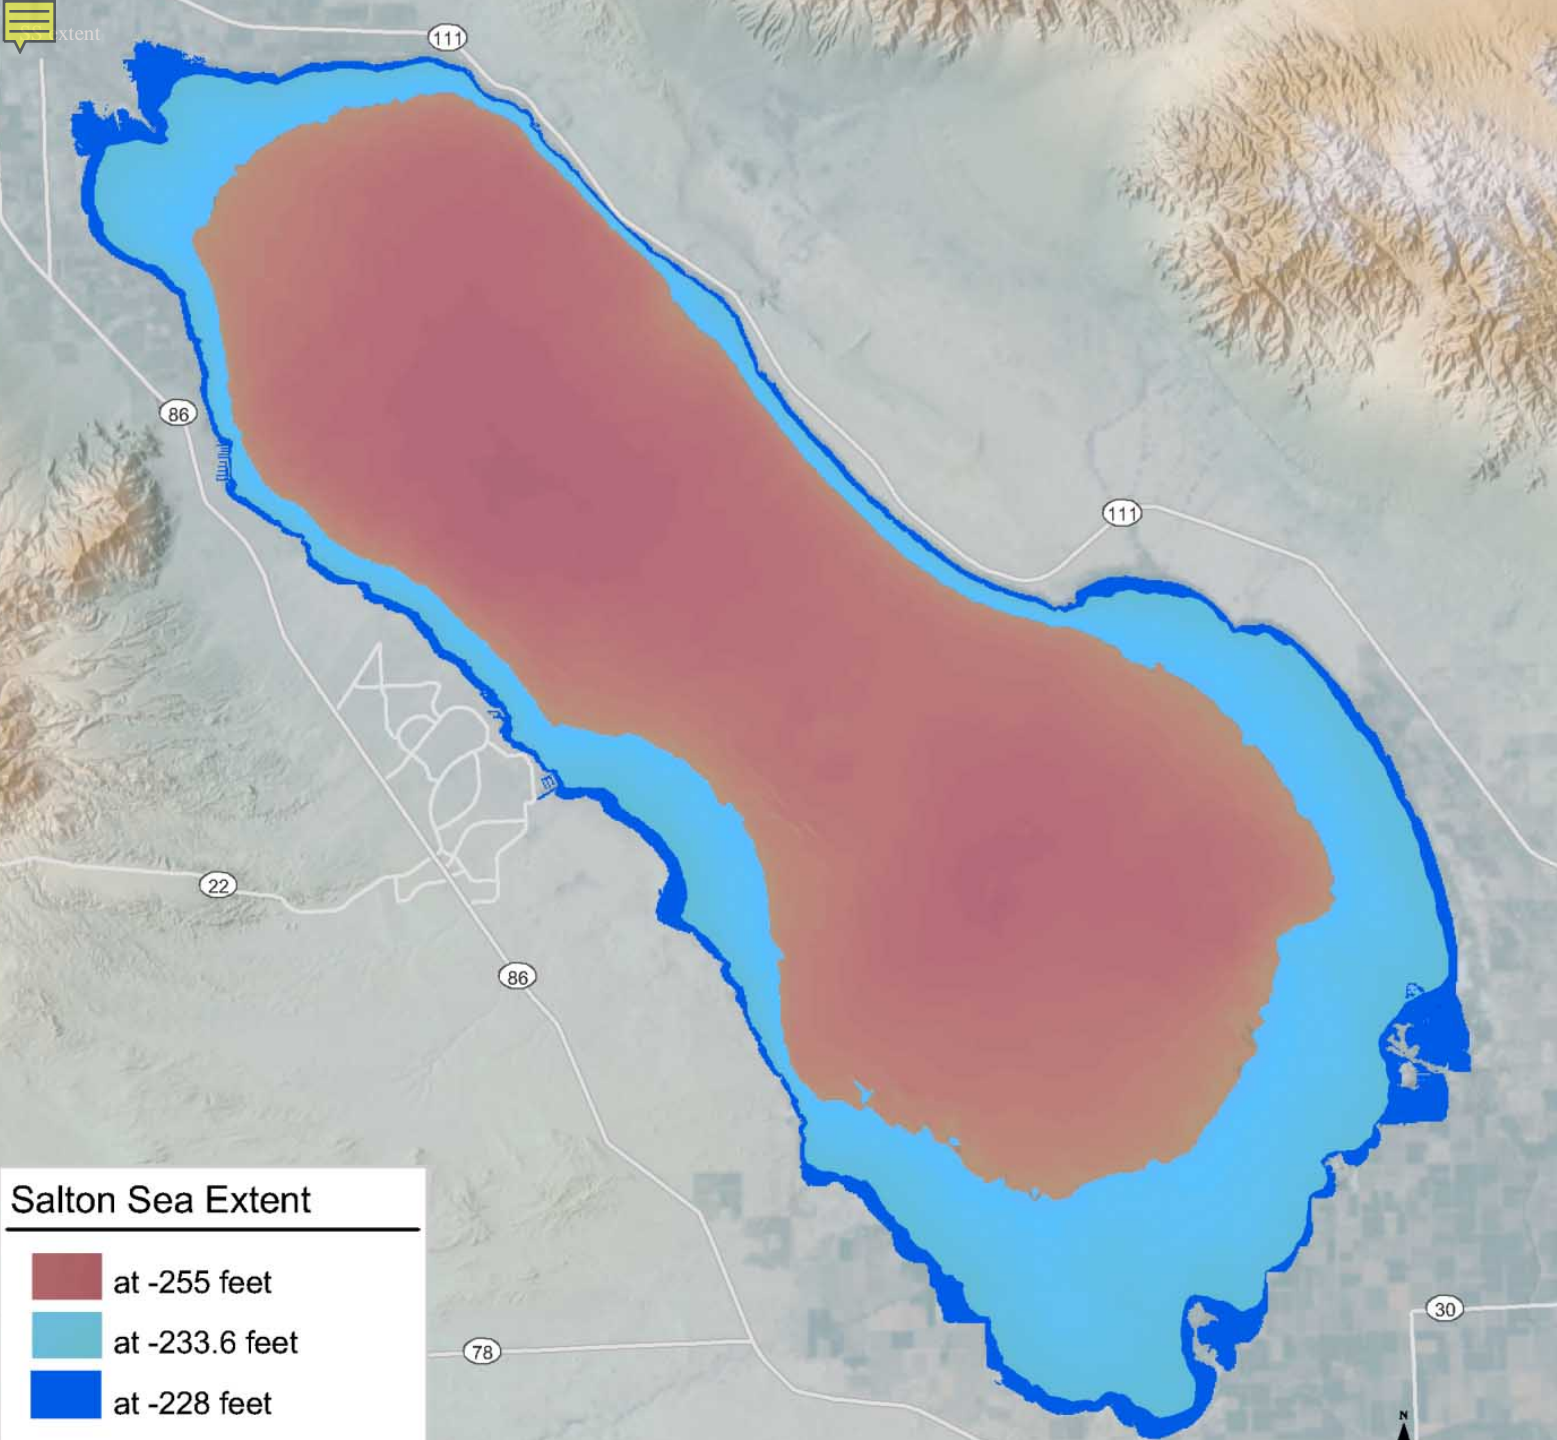 extent
111
86
111
22
86
Salton Sea Extent
at -255 feet
at -233.6 feet
at -228 feet
78
30
N